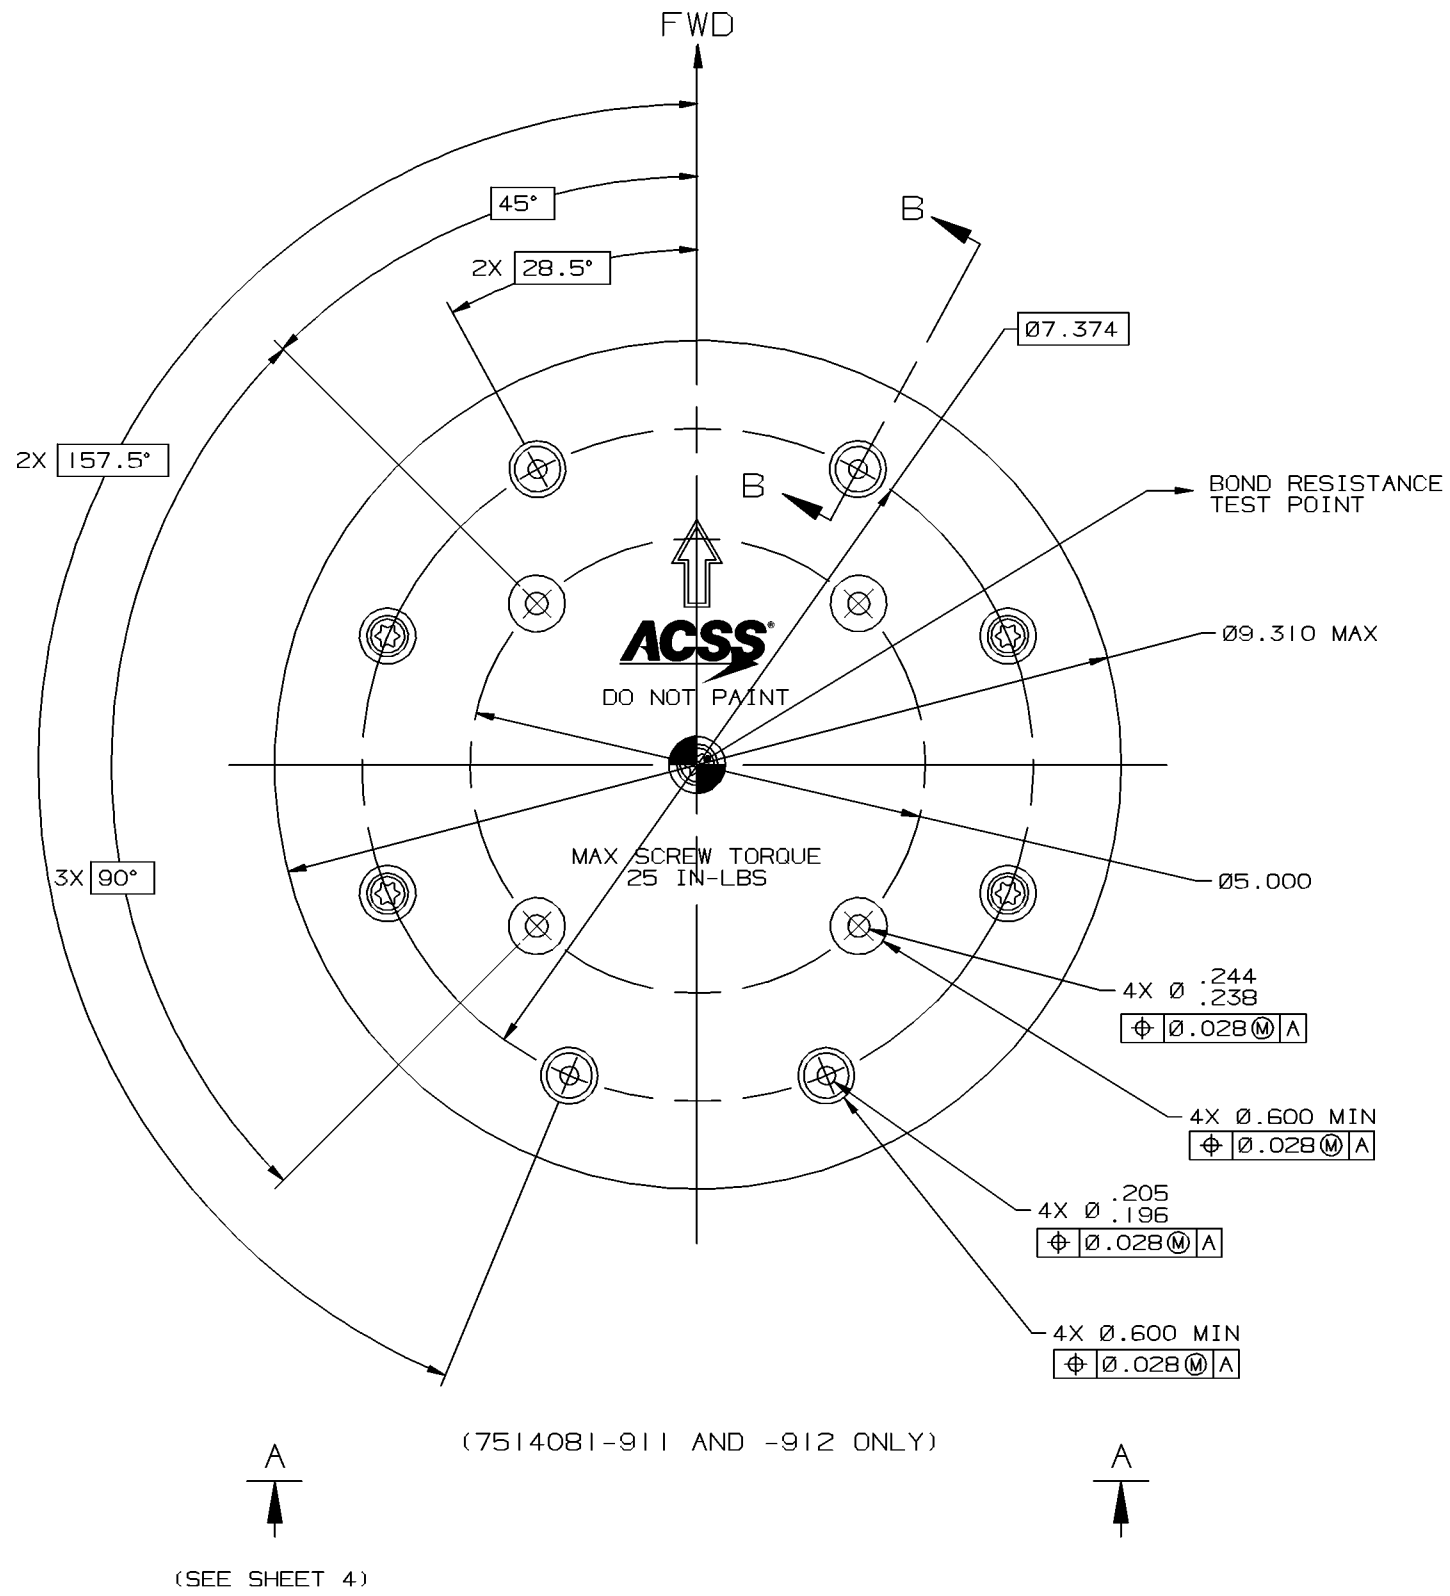 FWD
45°
2X 28.5°
B
Ø7.374
2X 157.5°
B
BOND RESISTANCE
TEST POINT
ACSS®
Ø9.310 MAX
DO NOT PAINT
MAX SCREW TORQUE
25 IN-LBS
3X 90°
Ø5.000
4X Ø .244
.238
⌖ Ø.028 Ⓜ A
4X Ø.600 MIN
⌖ Ø.028 Ⓜ A
4X Ø .205
.196
⌖ Ø.028 Ⓜ A
4X Ø.600 MIN
⌖ Ø.028 Ⓜ A
(7514081-911 AND -912 ONLY)
A
A
(SEE SHEET 4)